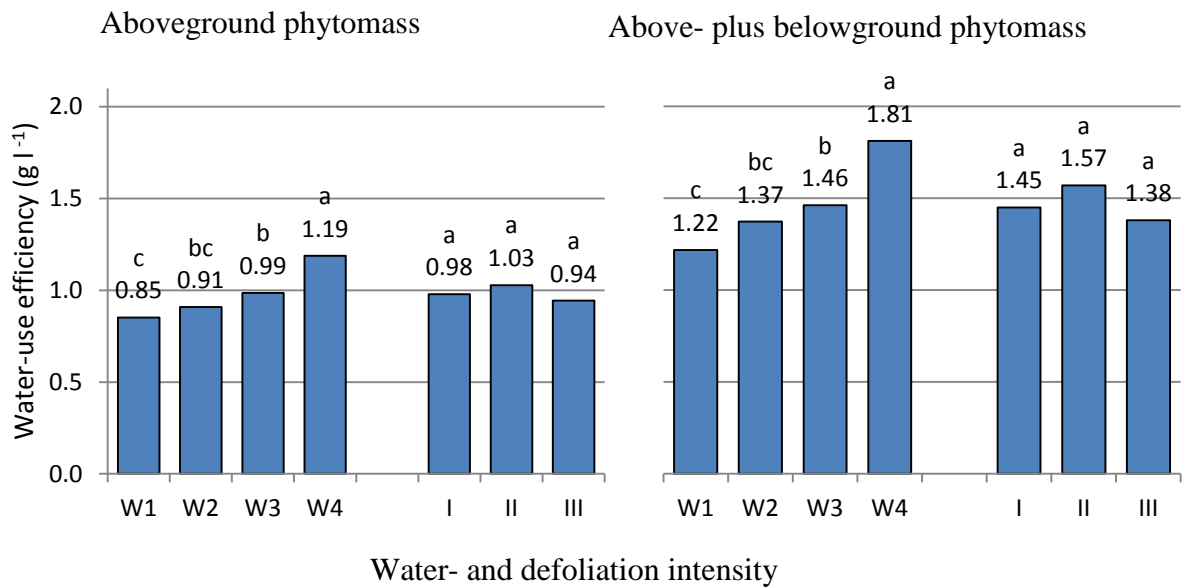 Aboveground phytomass
Above- plus belowground phytomass
Water-use efficiency (g l -1)
2.0
1.5
1.0
0.5
0.0
c
0.85
bc
0.91
b
0.99
a
1.19
a
0.98
a
1.03
a
0.94
W1 W2 W3 W4 I II III
c
1.22
bc
1.37
b
1.46
a
1.81
a
1.45
a
1.57
a
1.38
W1 W2 W3 W4 I II III
Water- and defoliation intensity